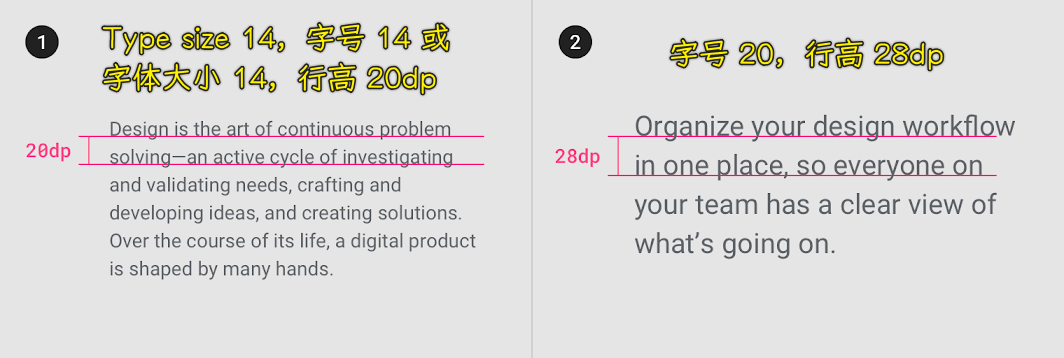 1
Type size 14，字号 14 或
字体大小 14，行高 20dp
20dp
Design is the art of continuous problem
solving—an active cycle of investigating
and validating needs, crafting and
developing ideas, and creating solutions.
Over the course of its life, a digital product
is shaped by many hands.
2
字号 20，行高 28dp
28dp
Organize your design workflow
in one place, so everyone on
your team has a clear view of
what’s going on.